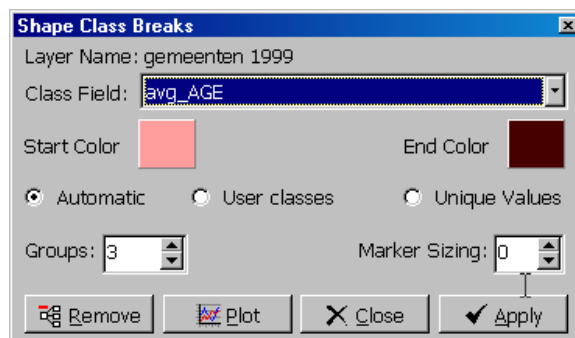 Shape Class Breaks
Layer Name: gemeenten 1999
Class Field: avg_AGE
Start Color End Color
Automatic User classes Unique Values
Groups: 3 Marker Sizing: 0
Remove Plot Close Apply